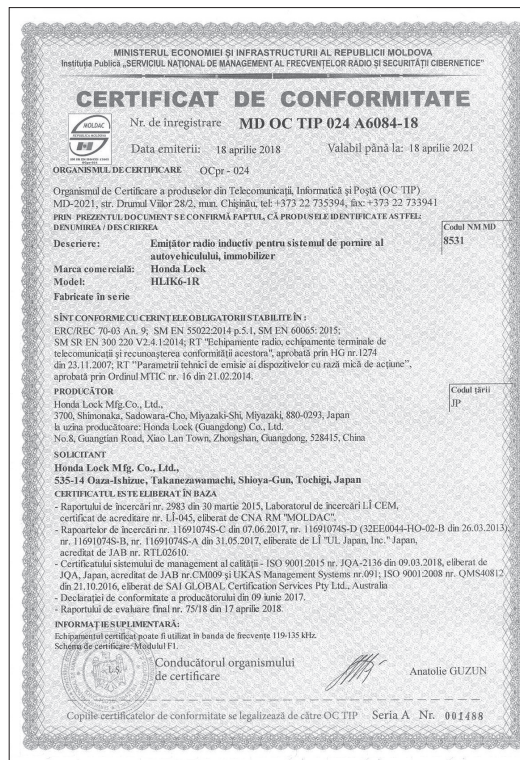 MINISTERUL ECONOMIEI ȘI INFRASTRUCTURII AL REPUBLICII MOLDOVA
Instituția Publică „SERVICIUL NAȚIONAL DE MANAGEMENT AL FRECVENȚELOR RADIO ȘI SECURITĂȚII CIBERNETICE”
CERTIFICAT DE CONFORMITATE
MOLDAC
Nr. de înregistrare MD OC TIP 024 A6084-18
Data emiterii: 18 aprilie 2018 Valabil până la: 18 aprilie 2021
ORGANISMUL DE CERTIFICARE OCpr - 024
Organismul de Certificare a produselor din Telecomunicații, Informatică și Poștă (OC TIP)
MD-2021, str. Drumul Viilor 28/2, mun. Chișinău, tel: +373 22 735394, fax: +373 22 733941
PRIN PREZENTUL DOCUMENT SE CONFIRMĂ FAPTUL, CĂ PRODUSELE IDENTIFICATE ASTFEL:
DENUMIREA / DESCRIEREA
Codul NM MD
8531
Descriere: Emițător radio inductiv pentru sistemul de pornire al
autovehiculului, immobilizer
Marca comercială: Honda Lock
Model: HLIK6-1R
Fabricate în serie
SÎNT CONFORME CU CERINȚELE OBLIGATORII STABILITE ÎN :
ERC/REC 70-03 An. 9; SM EN 55022:2014 p.5.1, SM EN 60065: 2015;
SM SR EN 300 220 V2.4.1:2014; RT "Echipamente radio, echipamente terminale de
telecomunicații și recunoașterea conformității acestora", aprobată prin HG nr.1274
din 23.11.2007; RT "Parametrii tehnici de emisie ai dispozitivelor cu rază mică de acțiune",
aprobată prin Ordinul MTIC nr. 16 din 21.02.2014.
PRODUCĂTOR
Codul țării
JP
Honda Lock Mfg.Co., Ltd.,
3700, Shimonaka, Sadowara-Cho, Miyazaki-Shi, Miyazaki, 880-0293, Japan
la uzina producătoare: Honda Lock (Guangdong) Co., Ltd.
No.8, Guangtian Road, Xiao Lan Town, Zhongshan, Guangdong, 528415, China
SOLICITANT
Honda Lock Mfg. Co., Ltd.,
535-14 Oaza-Ishizue, Takanezawamachi, Shioya-Gun, Tochigi, Japan
CERTIFICATUL ESTE ELIBERAT ÎN BAZA
- Raportului de încercări nr. 2983 din 30 martie 2015, Laboratorul de încercări LÎ CEM,
certificat de acreditare nr. LÎ-045, eliberat de CNA RM "MOLDAC".
- Rapoartelor de încercări nr. 11691074S-C din 07.06.2017, nr. 11691074S-D (32EE0044-HO-02-B din 26.03.2013),
nr. 11691074S-B, nr. 11691074S-A din 31.05.2017, eliberate de LÎ "UL Japan, Inc." Japan,
acreditat de JAB nr. RTL02610.
- Certificatului sistemului de management al calității - ISO 9001:2015 nr. JQA-2136 din 09.03.2018, eliberat de
JQA, Japan, acreditat de JAB nr.CM009 și UKAS Management Systems nr.091; ISO 9001:2008 nr. QMS40812
din 21.10.2016, eliberat de SAI GLOBAL Certification Services Pty Ltd., Australia
- Declarației de conformitate a producătorului din 09 iunie 2017.
- Raportului de evaluare final nr. 75/18 din 17 aprilie 2018.
INFORMAȚIE SUPLIMENTARĂ:
Echipamentul certificat poate fi utilizat în banda de frecvențe 119-135 kHz.
Schema de certificare: Modulul F1.
L.Ș.
Conducătorul organismului
de certificare
Anatolie GUZUN
Copiile certificatelor de conformitate se legalizează de către OC TIP Seria A Nr. 001488